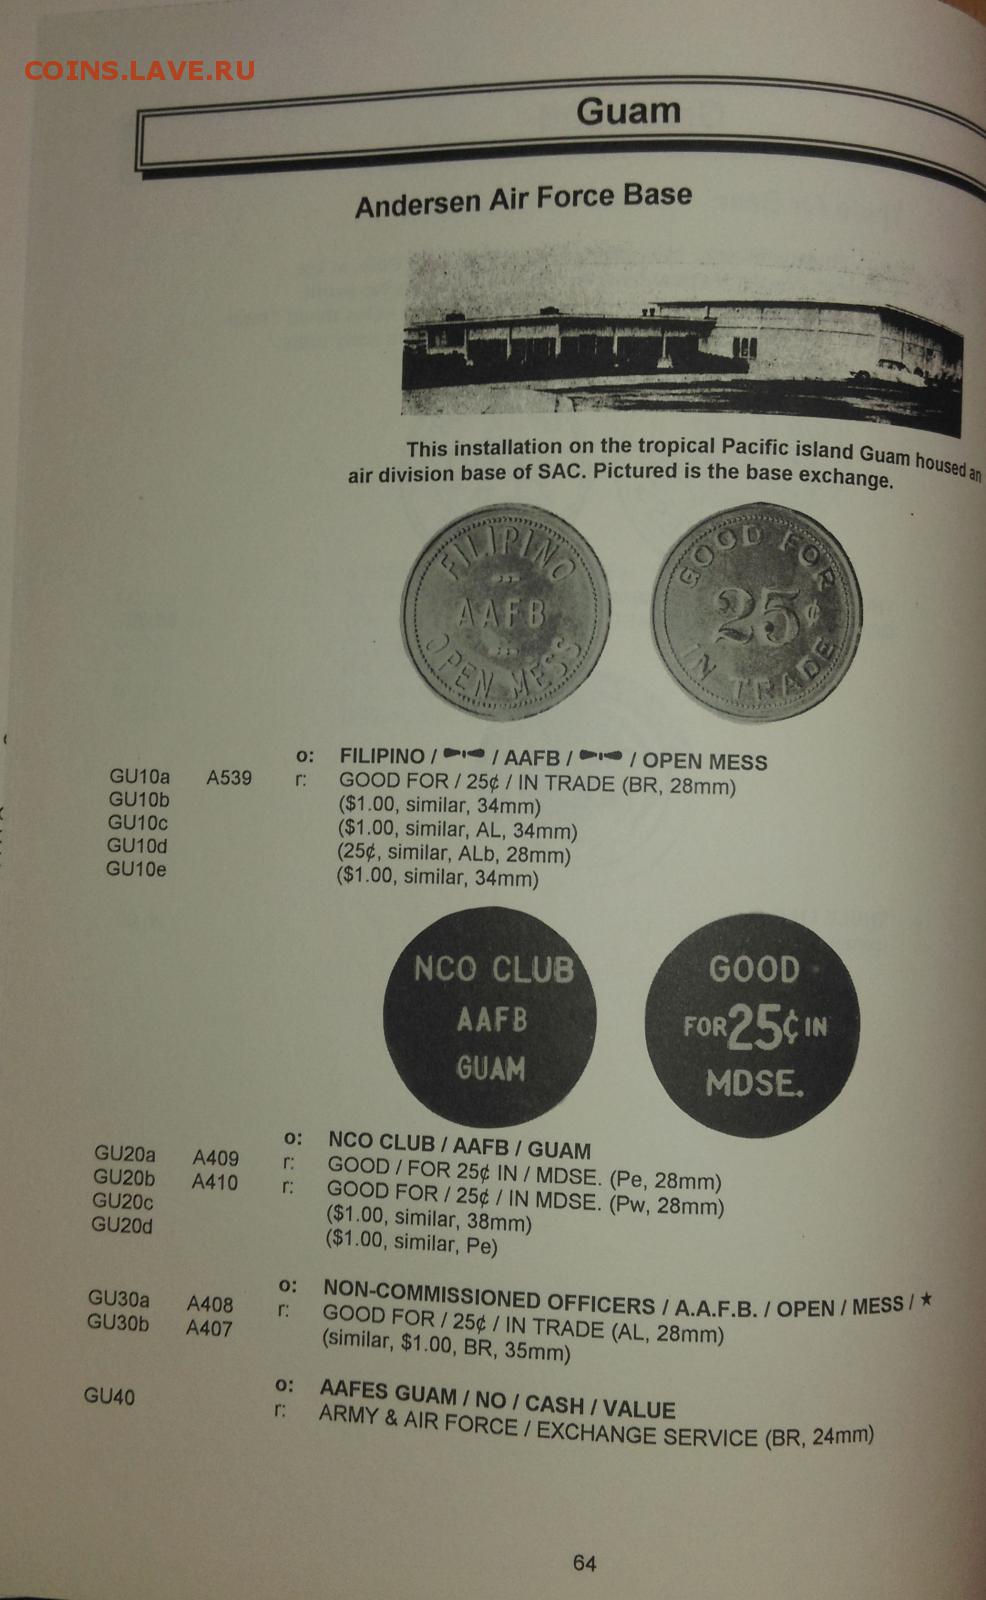 COINS.LAVE.RU
Guam
Andersen Air Force Base
This installation on the tropical Pacific island Guam housed an
air division base of SAC. Pictured is the base exchange.
FILIPINO
AAFB
OPEN MESS
GOOD FOR
25¢
IN TRADE
o: FILIPINO / / AAFB / / OPEN MESS
GU10a A539 r: GOOD FOR / 25¢ / IN TRADE (BR, 28mm)
GU10b ($1.00, similar, 34mm)
GU10c ($1.00, similar, AL, 34mm)
GU10d (25¢, similar, ALb, 28mm)
GU10e ($1.00, similar, 34mm)
NCO CLUB
AAFB
GUAM
GOOD
FOR 25¢ IN
MDSE.
o: NCO CLUB / AAFB / GUAM
GU20a A409 r: GOOD / FOR 25¢ IN / MDSE. (Pe, 28mm)
GU20b A410 r: GOOD FOR / 25¢ / IN MDSE. (Pw, 28mm)
GU20c ($1.00, similar, 38mm)
GU20d ($1.00, similar, Pe)
o: NON-COMMISSIONED OFFICERS / A.A.F.B. / OPEN / MESS / ★
GU30a A408 r: GOOD FOR / 25¢ / IN TRADE (AL, 28mm)
GU30b A407 (similar, $1.00, BR, 35mm)
o: AAFES GUAM / NO / CASH / VALUE
GU40 r: ARMY & AIR FORCE / EXCHANGE SERVICE (BR, 24mm)
64